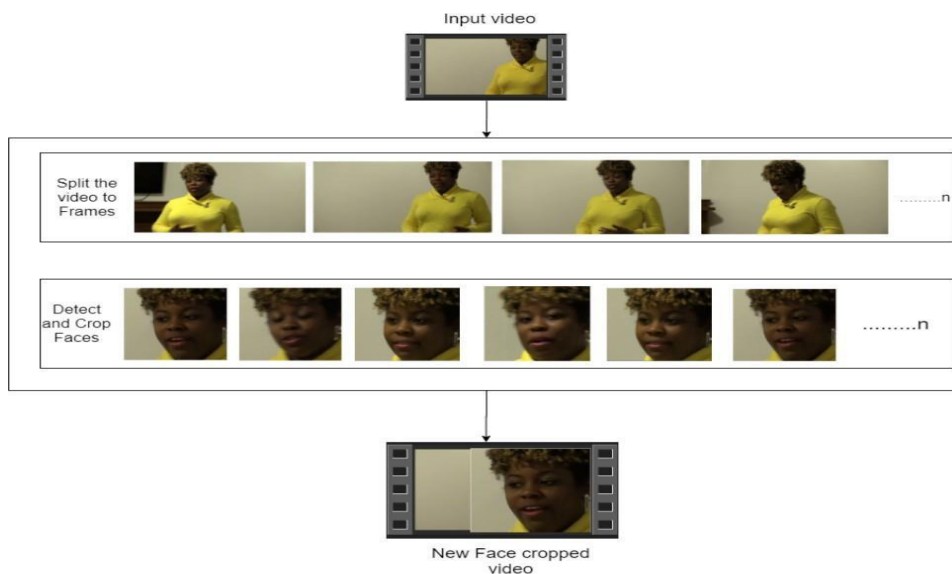 Input video
Split the
video to
Frames
..........n
Detect
and Crop
Faces
.........n
New Face cropped
video